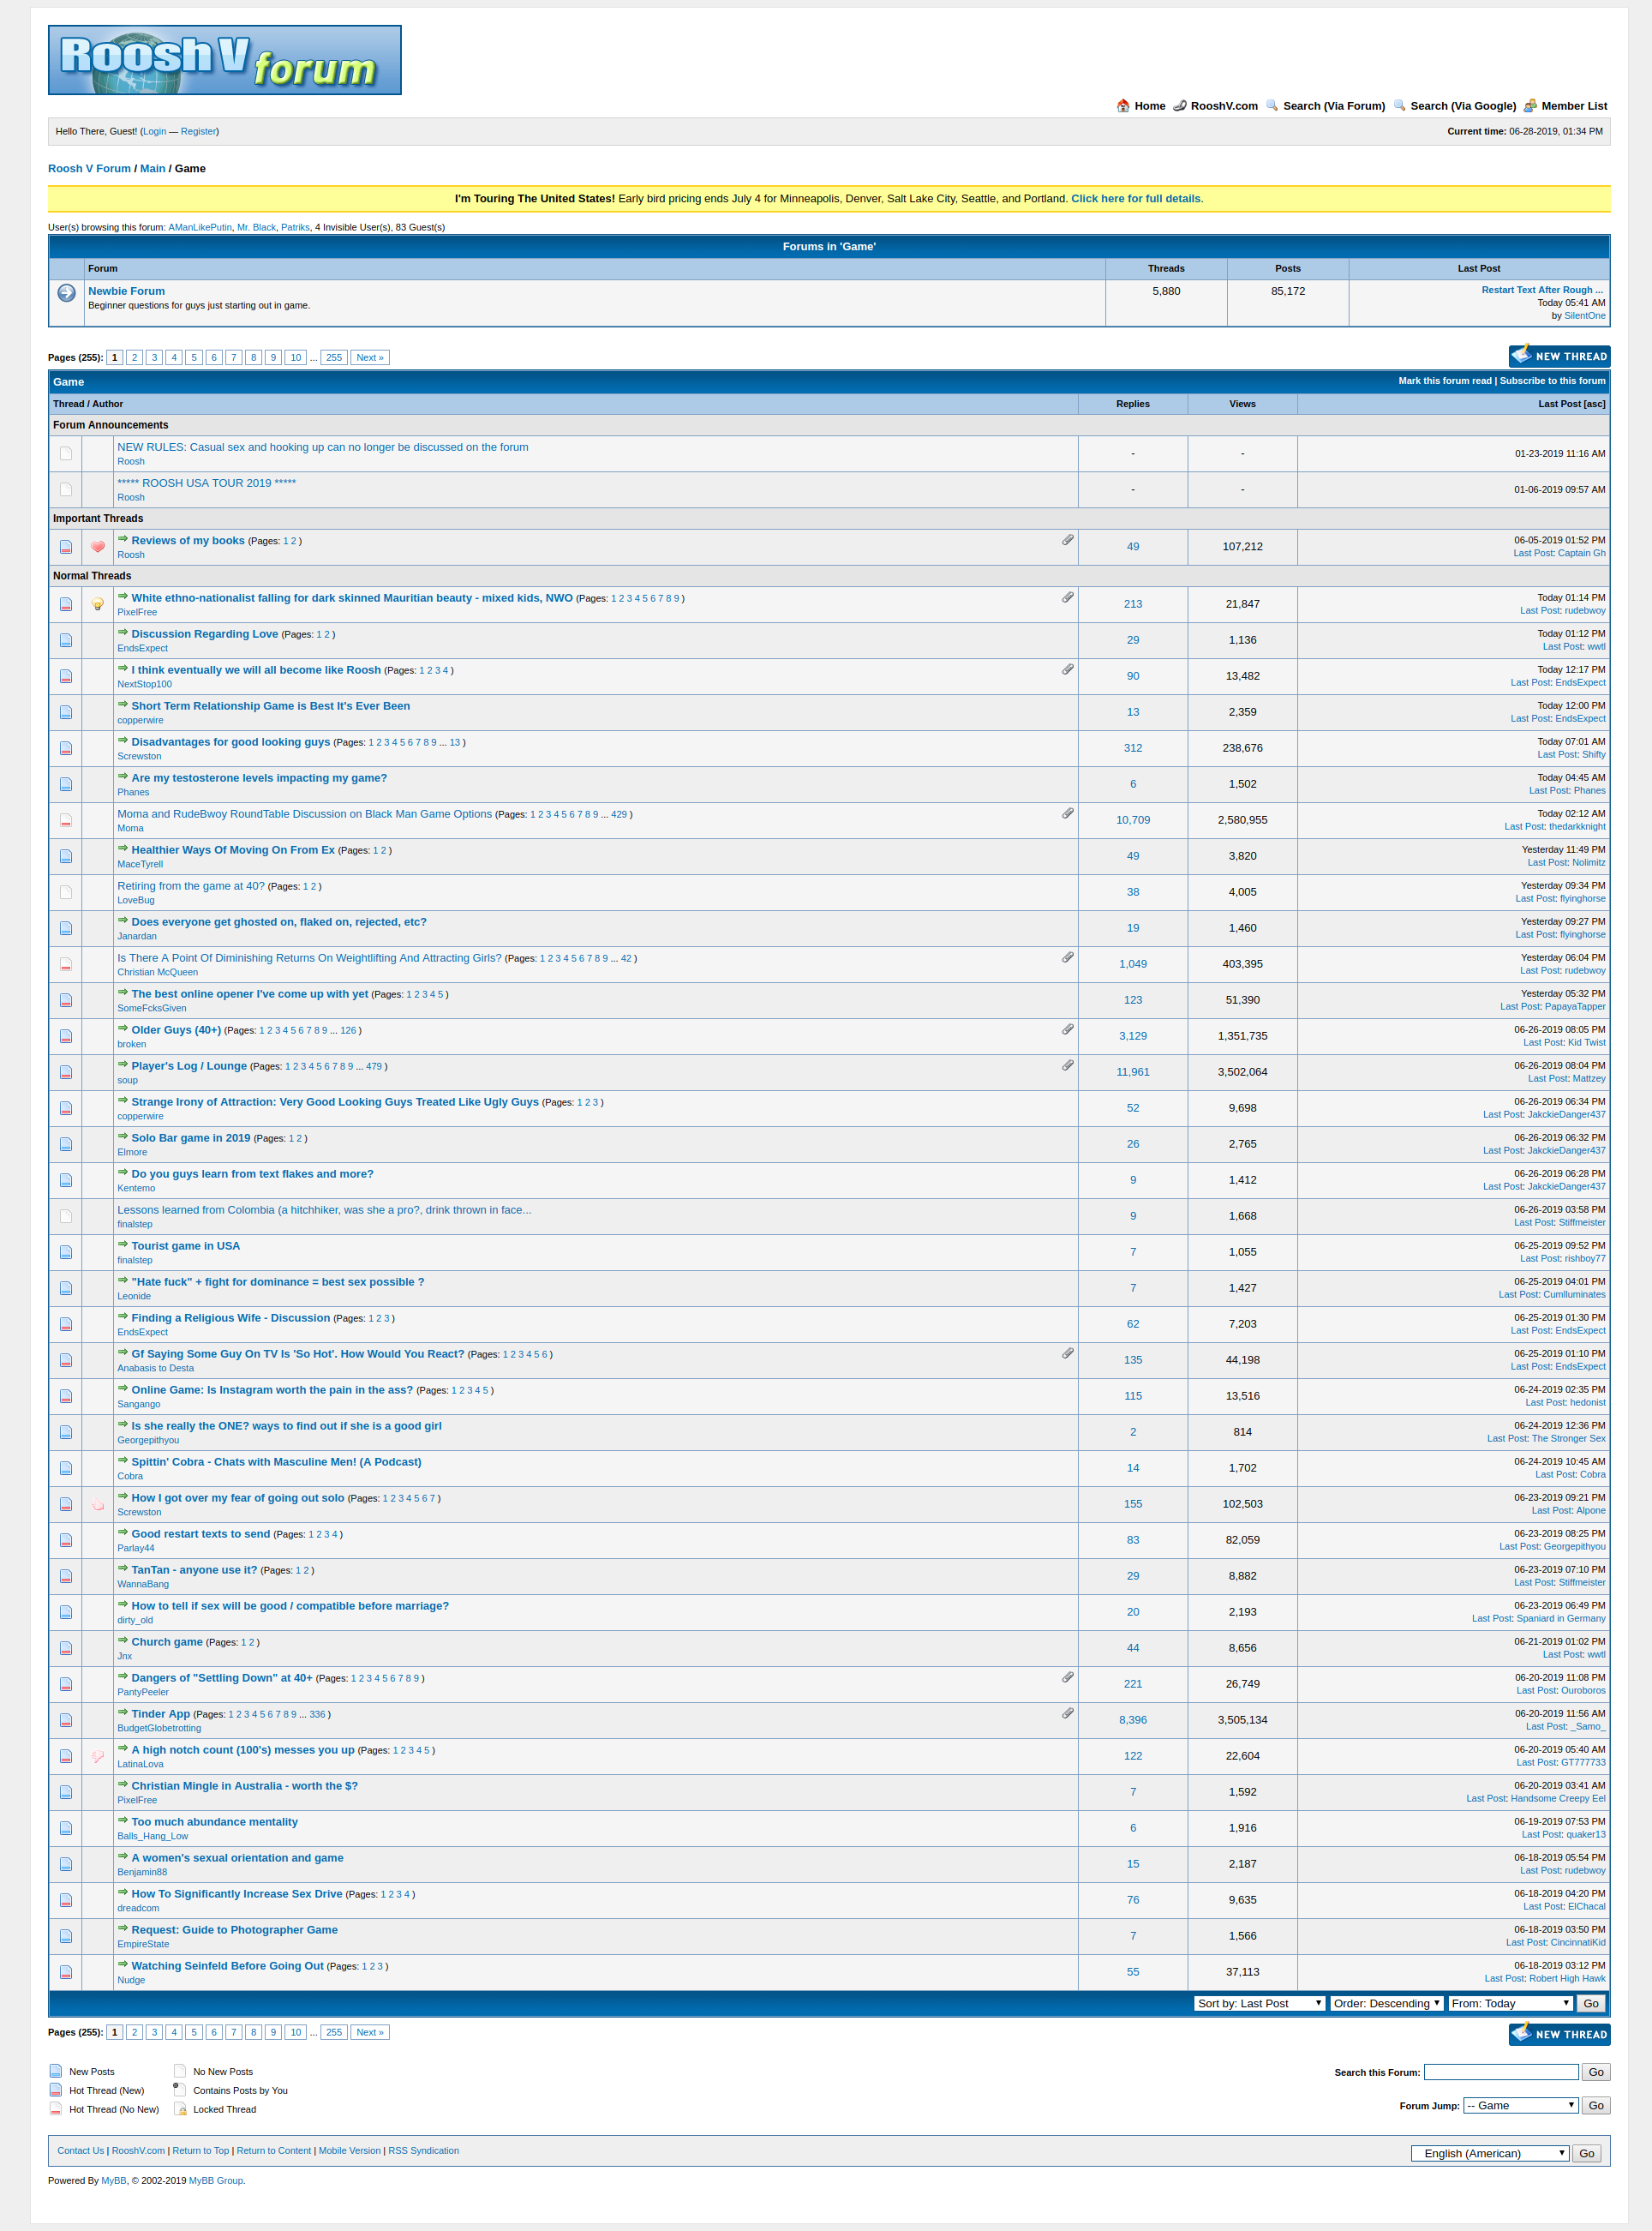 Roosh V forum
Home RooshV.com Search (Via Forum) Search (Via Google) Member List
Hello There, Guest! (Login — Register) Current time: 06-28-2019, 01:34 PM
Roosh V Forum / Main / Game
I'm Touring The United States! Early bird pricing ends July 4 for Minneapolis, Denver, Salt Lake City, Seattle, and Portland. Click here for full details.
User(s) browsing this forum: AManLikePutin, Mr. Black, Patriks, 4 Invisible User(s), 83 Guest(s)
Forums in 'Game'
Forum Threads Posts Last Post
Newbie Forum 5,880 85,172 Restart Text After Rough ...
Beginner questions for guys just starting out in game. Today 05:41 AM
by SilentOne
Pages (255): 1 2 3 4 5 6 7 8 9 10 ... 255 Next » NEW THREAD
Game Mark this forum read | Subscribe to this forum
Thread / Author Replies Views Last Post [asc]
Forum Announcements
NEW RULES: Casual sex and hooking up can no longer be discussed on the forum - - 01-23-2019 11:16 AM
Roosh
***** ROOSH USA TOUR 2019 ***** - - 01-06-2019 09:57 AM
Roosh
Important Threads
Reviews of my books (Pages: 1 2 ) 49 107,212 06-05-2019 01:52 PM
Roosh Last Post: Captain Gh
Normal Threads
White ethno-nationalist falling for dark skinned Mauritian beauty - mixed kids, NWO (Pages: 1 2 3 4 5 6 7 8 9 ) 213 21,847 Today 01:14 PM
PixelFree Last Post: rudebwoy
Discussion Regarding Love (Pages: 1 2 ) 29 1,136 Today 01:12 PM
EndsExpect Last Post: wwtl
I think eventually we will all become like Roosh (Pages: 1 2 3 4 ) 90 13,482 Today 12:17 PM
NextStop100 Last Post: EndsExpect
Short Term Relationship Game is Best It's Ever Been 13 2,359 Today 12:00 PM
copperwire Last Post: EndsExpect
Disadvantages for good looking guys (Pages: 1 2 3 4 5 6 7 8 9 ... 13 ) 312 238,676 Today 07:01 AM
Screwston Last Post: Shifty
Are my testosterone levels impacting my game? 6 1,502 Today 04:45 AM
Phanes Last Post: Phanes
Moma and RudeBwoy RoundTable Discussion on Black Man Game Options (Pages: 1 2 3 4 5 6 7 8 9 ... 429 ) 10,709 2,580,955 Today 02:12 AM
Moma Last Post: thedarkknight
Healthier Ways Of Moving On From Ex (Pages: 1 2 ) 49 3,820 Yesterday 11:49 PM
MaceTyrell Last Post: Nolimitz
Retiring from the game at 40? (Pages: 1 2 ) 38 4,005 Yesterday 09:34 PM
LoveBug Last Post: flyinghorse
Does everyone get ghosted on, flaked on, rejected, etc? 19 1,460 Yesterday 09:27 PM
Janardan Last Post: flyinghorse
Is There A Point Of Diminishing Returns On Weightlifting And Attracting Girls? (Pages: 1 2 3 4 5 6 7 8 9 ... 42 ) 1,049 403,395 Yesterday 06:04 PM
Christian McQueen Last Post: rudebwoy
The best online opener I've come up with yet (Pages: 1 2 3 4 5 ) 123 51,390 Yesterday 05:32 PM
SomeFcksGiven Last Post: PapayaTapper
Older Guys (40+) (Pages: 1 2 3 4 5 6 7 8 9 ... 126 ) 3,129 1,351,735 06-26-2019 08:05 PM
broken Last Post: Kid Twist
Player's Log / Lounge (Pages: 1 2 3 4 5 6 7 8 9 ... 479 ) 11,961 3,502,064 06-26-2019 08:04 PM
soup Last Post: Mattzey
Strange Irony of Attraction: Very Good Looking Guys Treated Like Ugly Guys (Pages: 1 2 3 ) 52 9,698 06-26-2019 06:34 PM
copperwire Last Post: JakckieDanger437
Solo Bar game in 2019 (Pages: 1 2 ) 26 2,765 06-26-2019 06:32 PM
Elmore Last Post: JakckieDanger437
Do you guys learn from text flakes and more? 9 1,412 06-26-2019 06:28 PM
Kentemo Last Post: JakckieDanger437
Lessons learned from Colombia (a hitchhiker, was she a pro?, drink thrown in face... 9 1,668 06-26-2019 03:58 PM
finalstep Last Post: Stiffmeister
Tourist game in USA 7 1,055 06-25-2019 09:52 PM
finalstep Last Post: rishboy77
"Hate fuck" + fight for dominance = best sex possible ? 7 1,427 06-25-2019 04:01 PM
Leonide Last Post: Cumlluminates
Finding a Religious Wife - Discussion (Pages: 1 2 3 ) 62 7,203 06-25-2019 01:30 PM
EndsExpect Last Post: EndsExpect
Gf Saying Some Guy On TV Is 'So Hot'. How Would You React? (Pages: 1 2 3 4 5 6 ) 135 44,198 06-25-2019 01:10 PM
Anabasis to Desta Last Post: EndsExpect
Online Game: Is Instagram worth the pain in the ass? (Pages: 1 2 3 4 5 ) 115 13,516 06-24-2019 02:35 PM
Sangango Last Post: hedonist
Is she really the ONE? ways to find out if she is a good girl 2 814 06-24-2019 12:36 PM
Georgepithyou Last Post: The Stronger Sex
Spittin' Cobra - Chats with Masculine Men! (A Podcast) 14 1,702 06-24-2019 10:45 AM
Cobra Last Post: Cobra
How I got over my fear of going out solo (Pages: 1 2 3 4 5 6 7 ) 155 102,503 06-23-2019 09:21 PM
Screwston Last Post: Alpone
Good restart texts to send (Pages: 1 2 3 4 ) 83 82,059 06-23-2019 08:25 PM
Parlay44 Last Post: Georgepithyou
TanTan - anyone use it? (Pages: 1 2 ) 29 8,882 06-23-2019 07:10 PM
WannaBang Last Post: Stiffmeister
How to tell if sex will be good / compatible before marriage? 20 2,193 06-23-2019 06:49 PM
dirty_old Last Post: Spaniard in Germany
Church game (Pages: 1 2 ) 44 8,656 06-21-2019 01:02 PM
Jnx Last Post: wwtl
Dangers of "Settling Down" at 40+ (Pages: 1 2 3 4 5 6 7 8 9 ) 221 26,749 06-20-2019 11:08 PM
PantyPeeler Last Post: Ouroboros
Tinder App (Pages: 1 2 3 4 5 6 7 8 9 ... 336 ) 8,396 3,505,134 06-20-2019 11:56 AM
BudgetGlobetrotting Last Post: _Samo_
A high notch count (100's) messes you up (Pages: 1 2 3 4 5 ) 122 22,604 06-20-2019 05:40 AM
LatinaLova Last Post: GT777733
Christian Mingle in Australia - worth the $? 7 1,592 06-20-2019 03:41 AM
PixelFree Last Post: Handsome Creepy Eel
Too much abundance mentality 6 1,916 06-19-2019 07:53 PM
Balls_Hang_Low Last Post: quaker13
A women's sexual orientation and game 15 2,187 06-18-2019 05:54 PM
Benjamin88 Last Post: rudebwoy
How To Significantly Increase Sex Drive (Pages: 1 2 3 4 ) 76 9,635 06-18-2019 04:20 PM
dreadcom Last Post: ElChacal
Request: Guide to Photographer Game 7 1,566 06-18-2019 03:50 PM
EmpireState Last Post: CincinnatiKid
Watching Seinfeld Before Going Out (Pages: 1 2 3 ) 55 37,113 06-18-2019 03:12 PM
Nudge Last Post: Robert High Hawk
Sort by: Last Post Order: Descending From: Today Go
Pages (255): 1 2 3 4 5 6 7 8 9 10 ... 255 Next » NEW THREAD
New Posts No New Posts Search this Forum: Go
Hot Thread (New) Contains Posts by You
Hot Thread (No New) Locked Thread Forum Jump: -- Game Go
Contact Us | RooshV.com | Return to Top | Return to Content | Mobile Version | RSS Syndication English (American) Go
Powered By MyBB, © 2002-2019 MyBB Group.